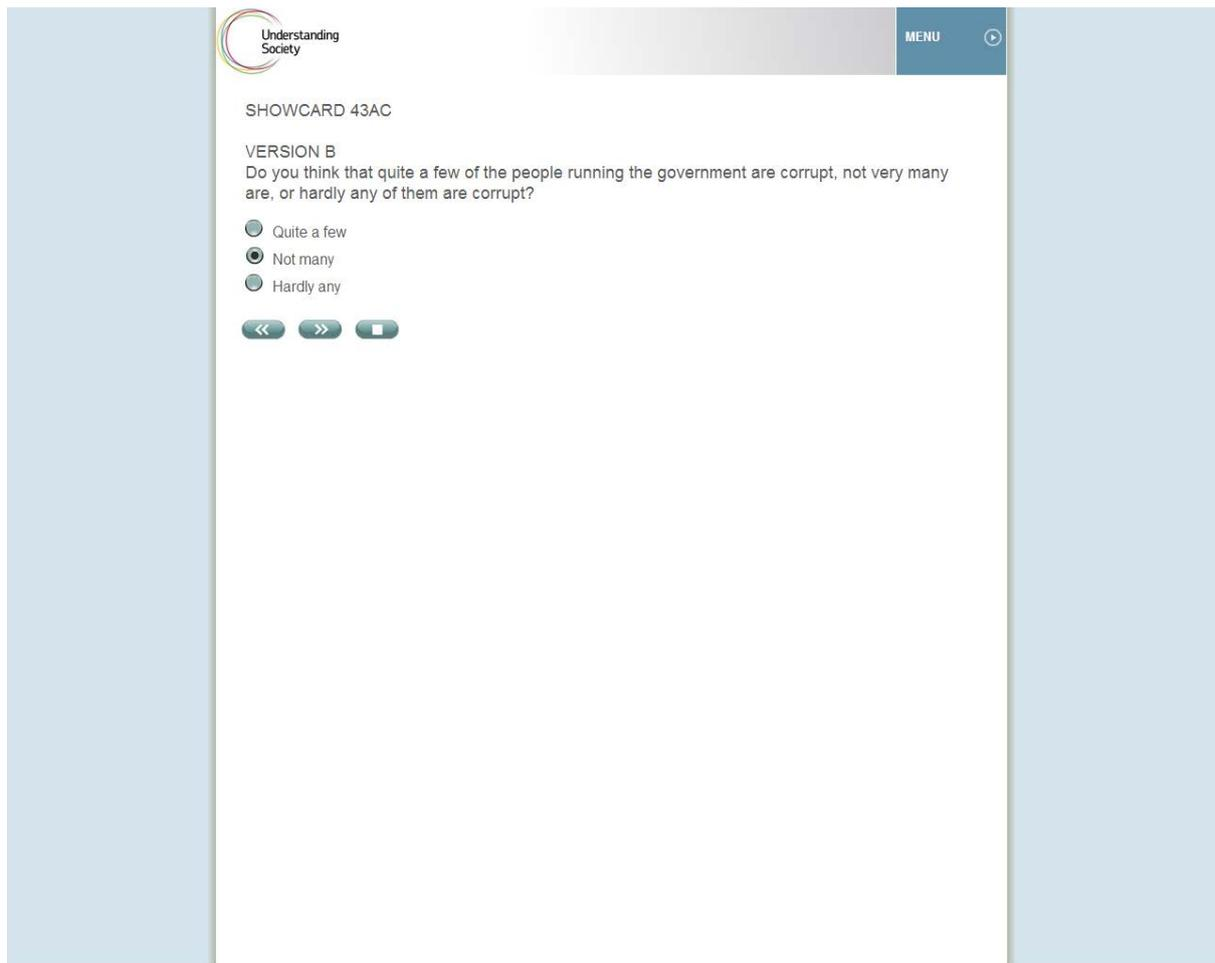 Understanding
Society
MENU
SHOWCARD 43AC
VERSION B
Do you think that quite a few of the people running the government are corrupt, not very many
are, or hardly any of them are corrupt?
Quite a few
Not many
Hardly any